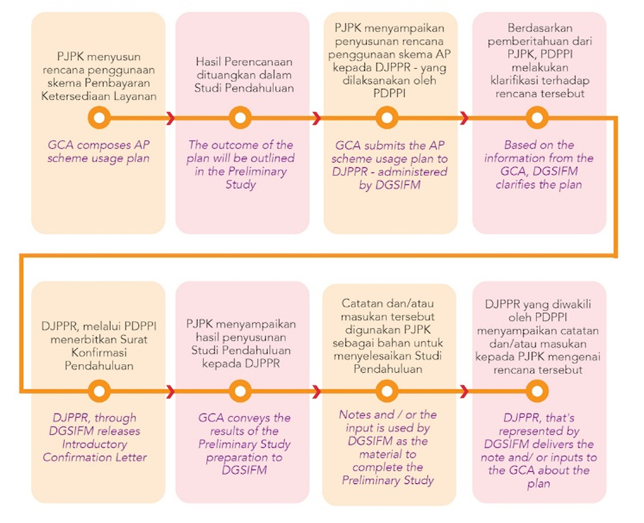 PJPK menyusun
rencana penggunaan
skema Pembayaran
Ketersediaan Layanan
GCA composes AP
scheme usage plan
Hasil Perencanaan
dituangkan dalam
Studi Pendahuluan
The outcome of the
plan will be outlined
in the Preliminary
Study
PJPK menyampaikan
penyusunan rencana
penggunaan skema AP
kepada DJPPR - yang
dilaksanakan oleh
PDPPI
GCA submits the AP
scheme usage plan to
DJPPR - administered
by DGSIFM
Berdasarkan
pemberitahuan dari
PJPK, PDPPI
melakukan
klarifikasi terhadap
rencana tersebut
Based on the
information from the
GCA, DGSIFM
clarifies the plan
DJPPR, melalui PDPPI
menerbitkan Surat
Konfirmasi
Pendahuluan
DJPPR, through
DGSIFM releases
Introductory
Confirmation Letter
PJPK menyampaikan
hasil penyusunan
Studi Pendahuluan
kepada DJPPR
GCA conveys the
results of the
Preliminary Study
preparation to
DGSIFM
Catatan dan/atau
masukan tersebut
digunakan PJPK
sebagai bahan untuk
menyelesaikan Studi
Pendahuluan
Notes and / or the
input is used by
DGSIFM as the
material to
complete the
Preliminary Study
DJPPR yang diwakili
oleh PDPPI
menyampaikan catatan
dan/atau masukan
kepada PJPK mengenai
rencana tersebut
DJPPR, that's
represented by
DGSIFM delivers the
note and/ or inputs to
the GCA about the
plan